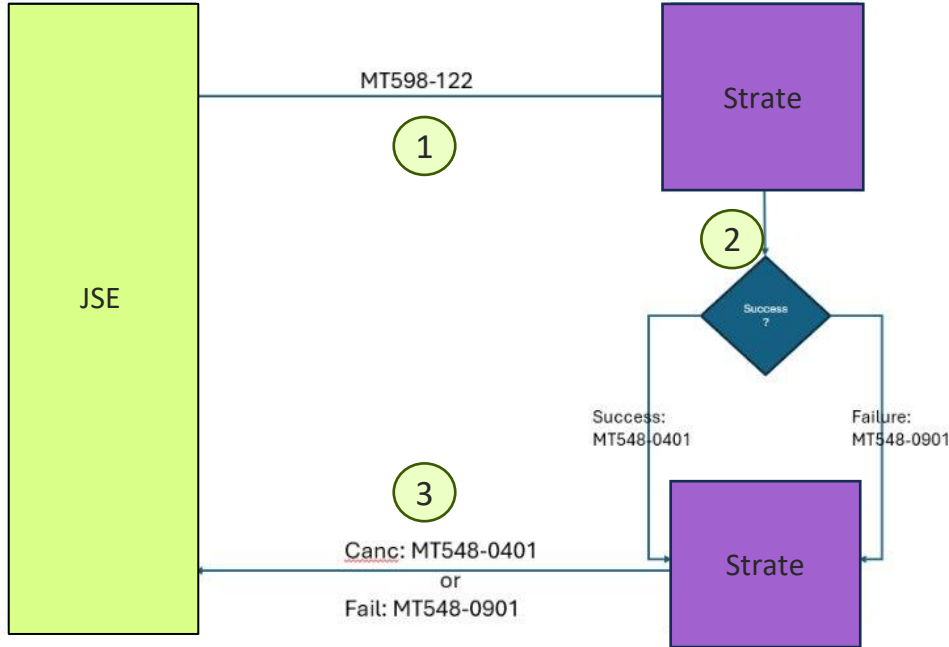 MT598-122
Strate
1
2
JSE
Success
?
Success:
MT548-0401
Failure:
MT548-0901
3
Canc: MT548-0401
or
Fail: MT548-0901
Strate